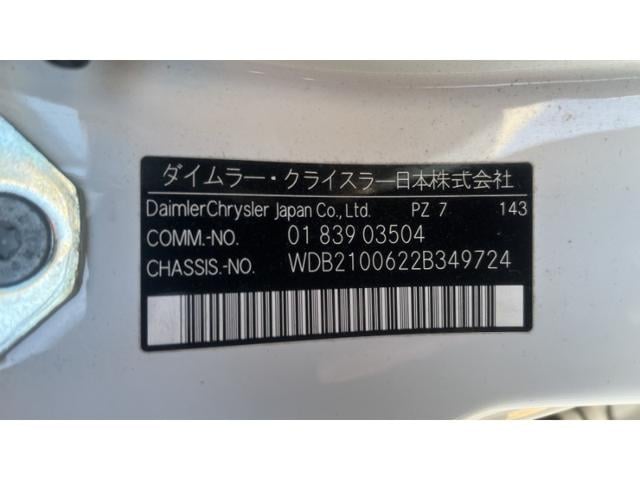 ダイムラー・クライスラー日本株式会社
DaimlerChrysler Japan Co.,Ltd. PZ 7 143
COMM.-NO. 01 839 03504
CHASSIS.-NO. WDB2100622B349724